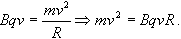 Bqv = mv²/R ⇒ mv² = BqvR.